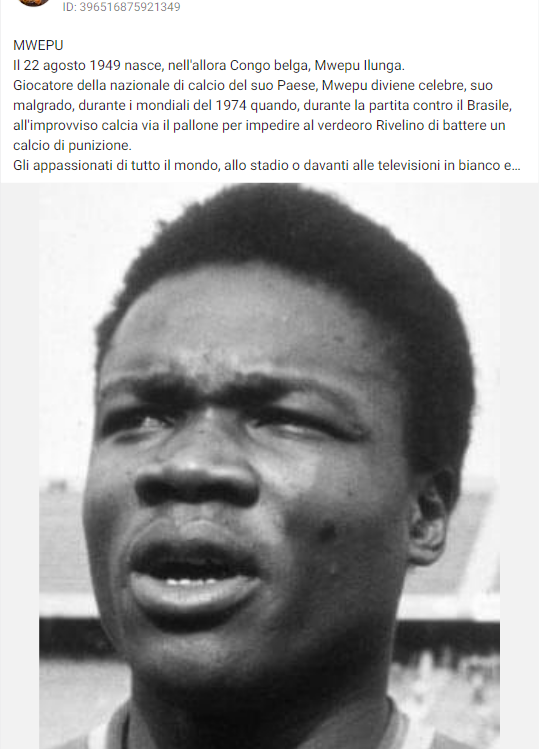 ID: 396516875921349
MWEPU
Il 22 agosto 1949 nasce, nell'allora Congo belga, Mwepu Ilunga.
Giocatore della nazionale di calcio del suo Paese, Mwepu diviene celebre, suo
malgrado, durante i mondiali del 1974 quando, durante la partita contro il Brasile,
all'improvviso calcia via il pallone per impedire al verdeoro Rivelino di battere un
calcio di punizione.
Gli appassionati di tutto il mondo, allo stadio o davanti alle televisioni in bianco e...